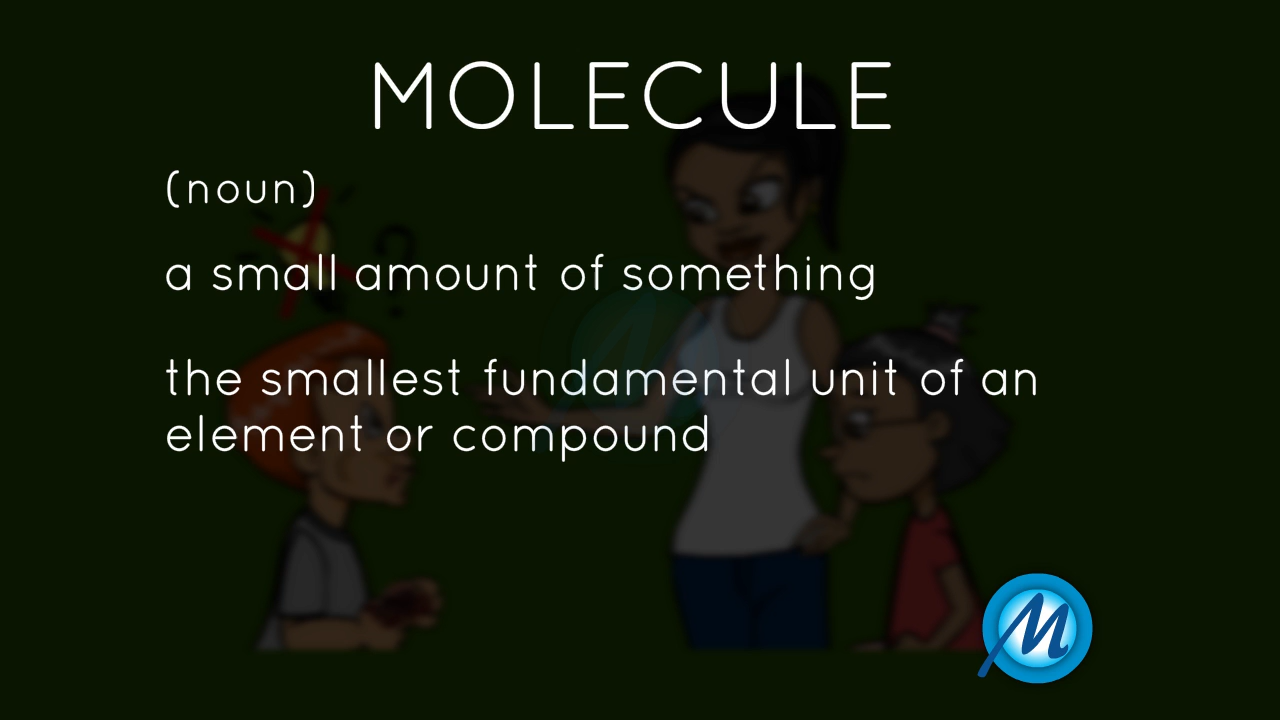 MOLECULE
(noun)
a small amount of something
the smallest fundamental unit of an
element or compound
M